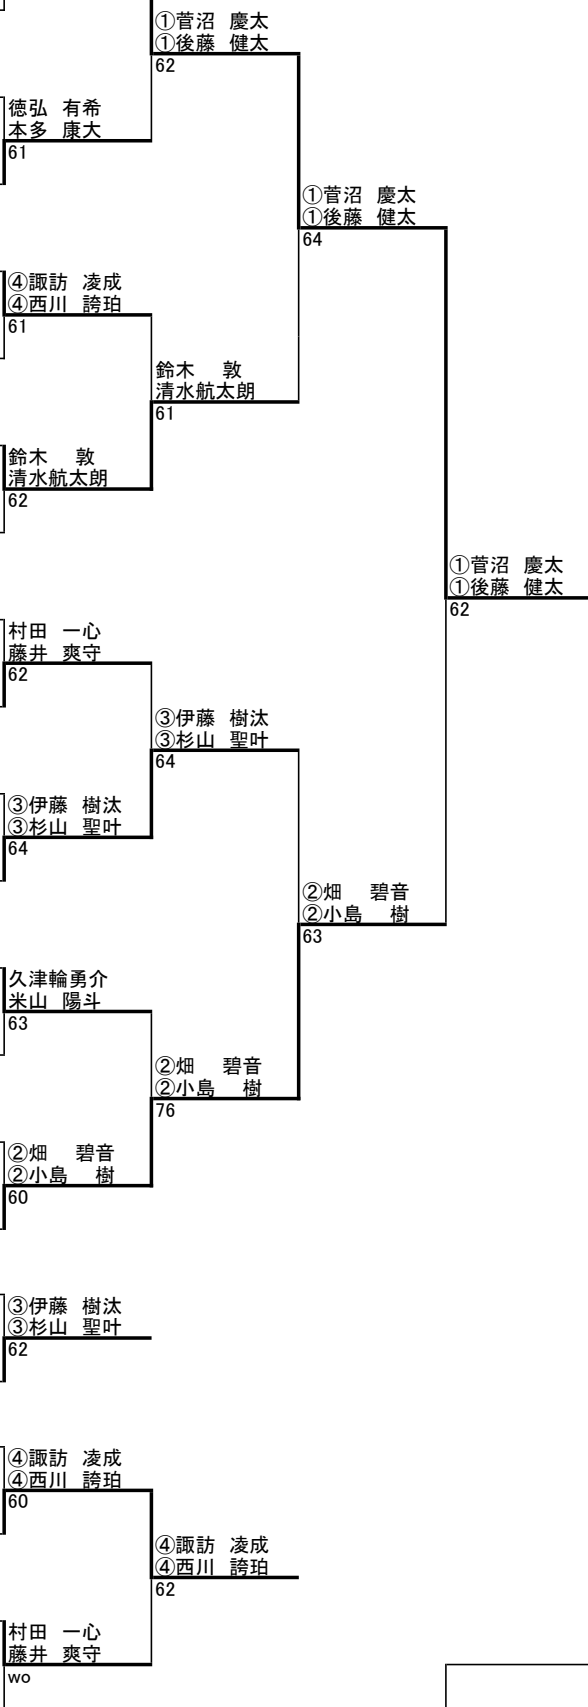 ①菅沼 慶太
①後藤 健太
62
徳弘 有希
本多 康大
61
①菅沼 慶太
①後藤 健太
64
④諏訪 凌成
④西川 誇珀
61
鈴木 敦
清水航太朗
61
鈴木 敦
清水航太朗
62
①菅沼 慶太
①後藤 健太
62
村田 一心
藤井 爽守
62
③伊藤 樹汰
③杉山 聖叶
64
③伊藤 樹汰
③杉山 聖叶
64
②畑 碧音
②小島 樹
63
久津輪勇介
米山 陽斗
63
②畑 碧音
②小島 樹
76
②畑 碧音
②小島 樹
60
③伊藤 樹汰
③杉山 聖叶
62
④諏訪 凌成
④西川 誇珀
60
④諏訪 凌成
④西川 誇珀
62
村田 一心
藤井 爽守
wo